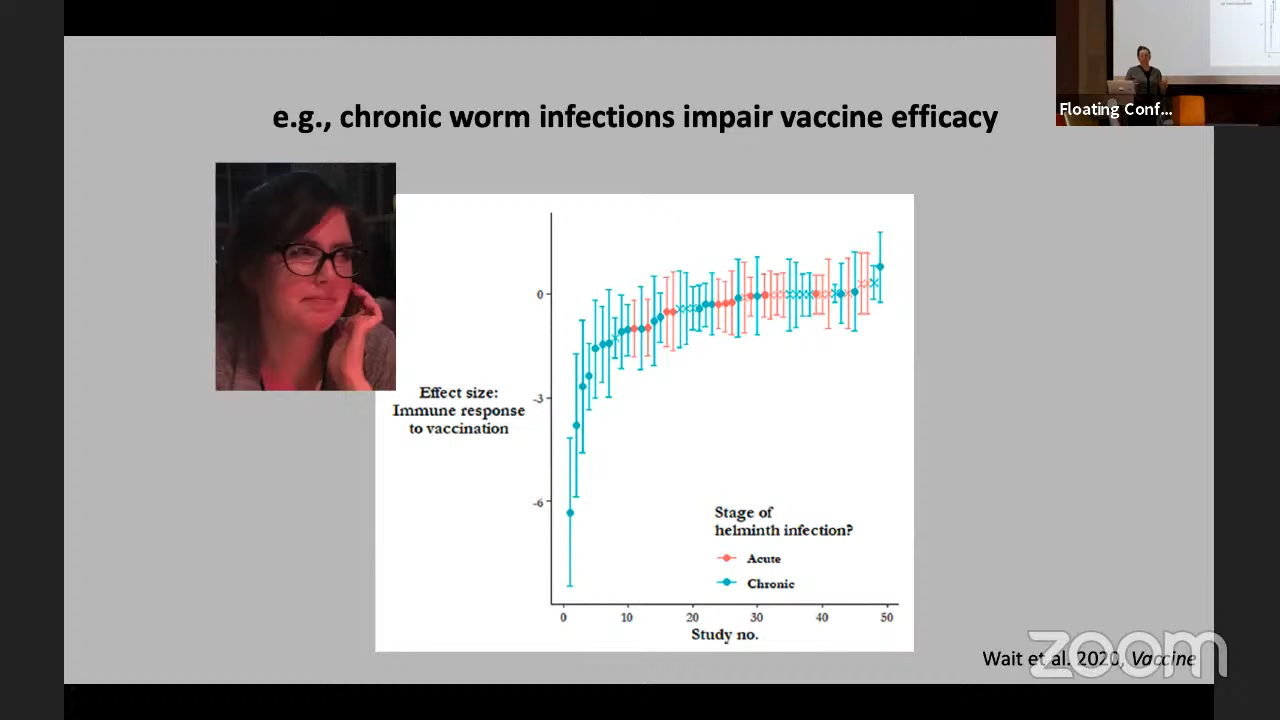 e.g., chronic worm infections impair vaccine efficacy
Floating Conf...
0
-3
-6
Effect size:
Immune response
to vaccination
Stage of
helminth infection?
Acute
Chronic
0 10 20 30 40 50
Study no.
Wait et al. 2020, Vaccine
zoom